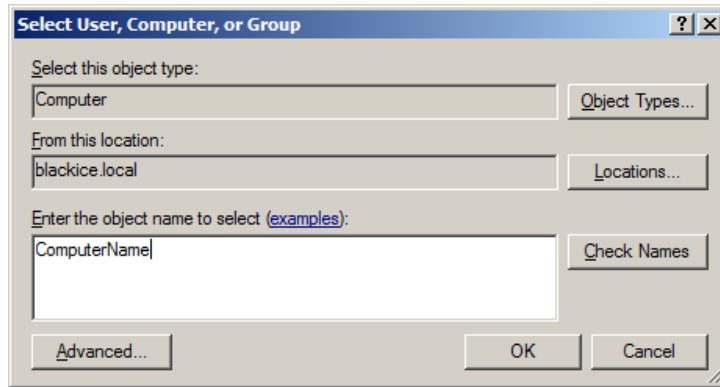 Select User, Computer, or Group
Select this object type:
Computer
Object Types...
From this location:
blackice.local
Locations...
Enter the object name to select (examples):
ComputerName
Check Names
Advanced...
OK
Cancel